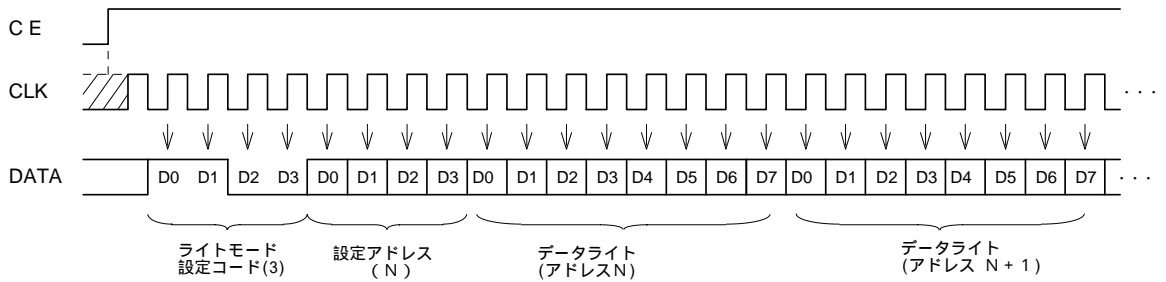 C E
CLK
. . .
DATA
D0 D1 D2 D3 D0 D1 D2 D3 D0 D1 D2 D3 D4 D5 D6 D7 D0 D1 D2 D3 D4 D5 D6 D7
. . .
ライトモード
設定コード(3)
設定アドレス
( N )
データライト
(アドレスN)
データライト
(アドレス N + 1 )